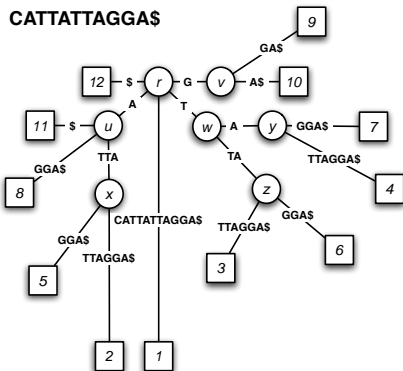 CATTATTAGGA$
9
GA$
12 $ r G v A$ 10
A T
11 $ u w A y GGA$ 7
TTA TA TTAGGA$
GGA$
8 x z 4
CATTATTAGGA$ TTAGGA$ GGA$
GGA$ TTAGGA$
5 3 6
2 1